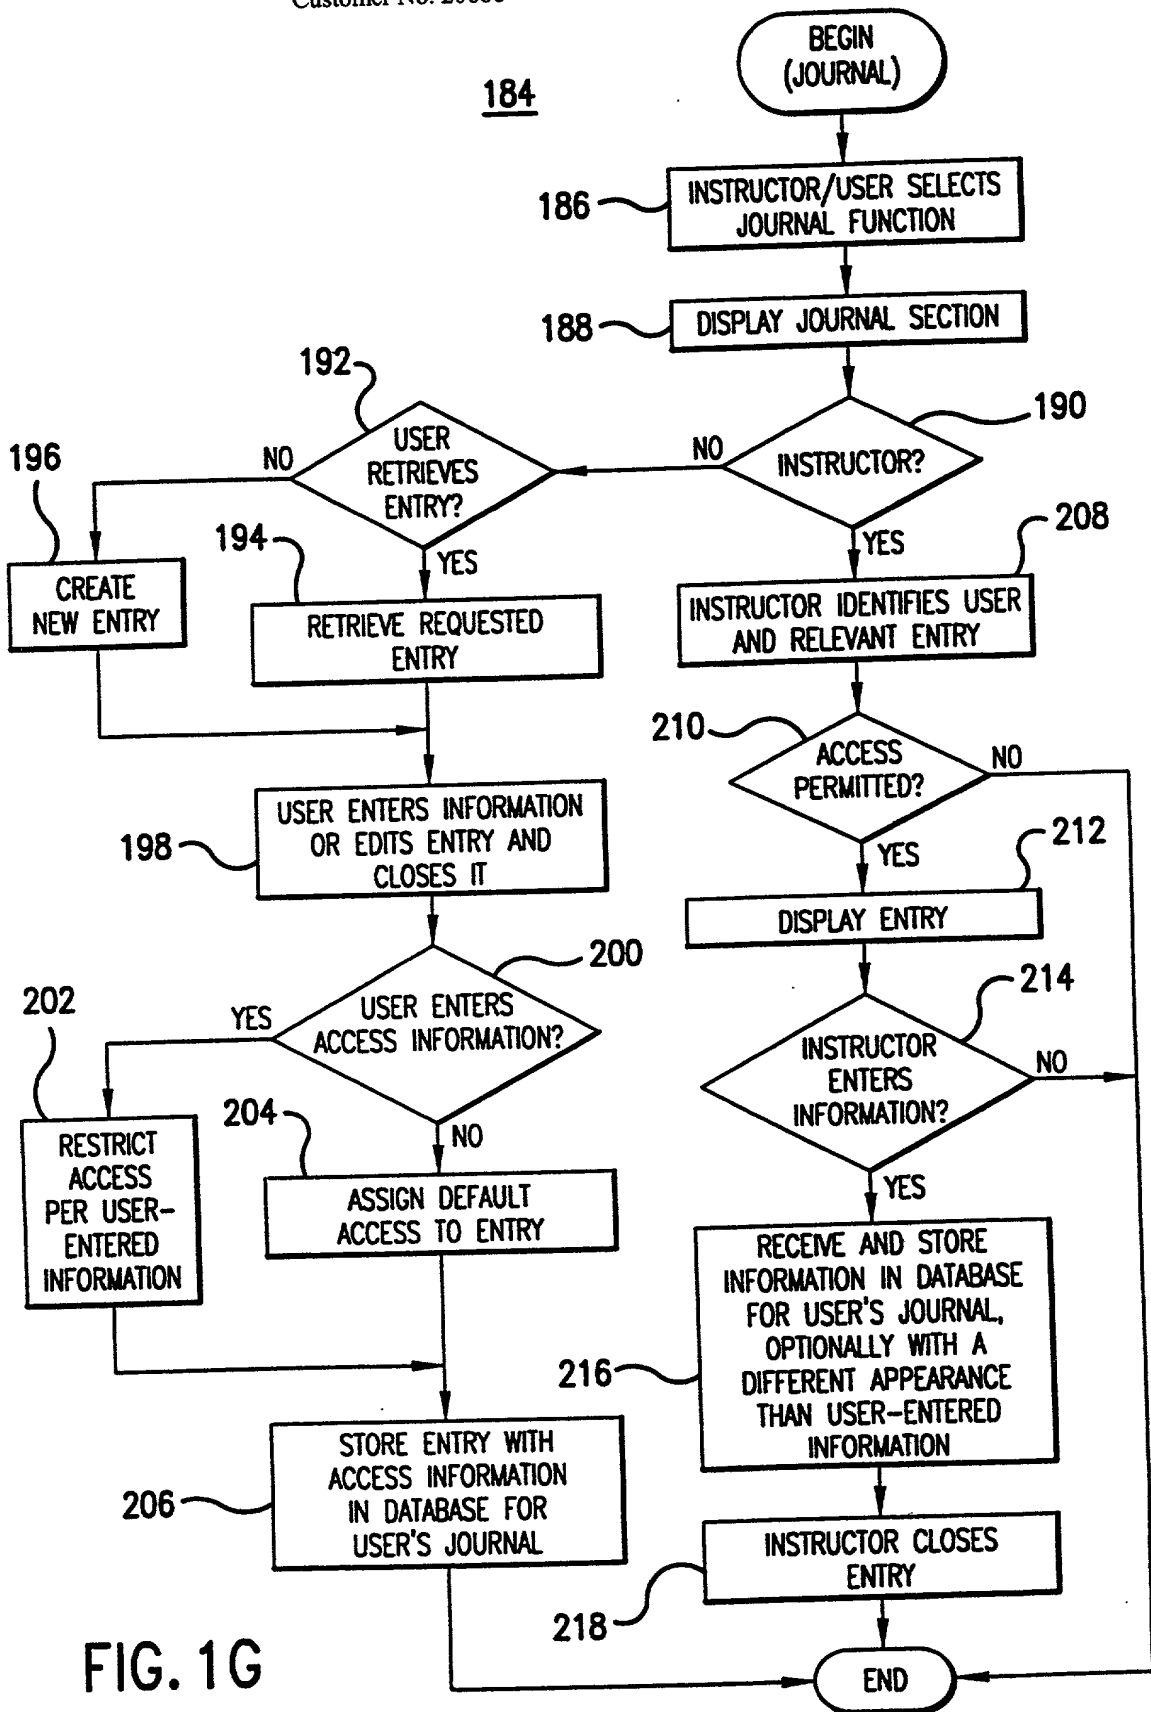 BEGIN
(JOURNAL)
184
186
INSTRUCTOR/USER SELECTS
JOURNAL FUNCTION
188
DISPLAY JOURNAL SECTION
192
190
196
NO
USER
RETRIEVES
ENTRY?
NO
INSTRUCTOR?
194
YES
YES
208
CREATE
NEW ENTRY
RETRIEVE REQUESTED
ENTRY
INSTRUCTOR IDENTIFIES USER
AND RELEVANT ENTRY
210
ACCESS
PERMITTED?
NO
198
USER ENTERS INFORMATION
OR EDITS ENTRY AND
CLOSES IT
YES
212
DISPLAY ENTRY
200
202
YES
USER ENTERS
ACCESS INFORMATION?
214
INSTRUCTOR
ENTERS
INFORMATION?
NO
204
NO
YES
RESTRICT
ACCESS
PER USER-
ENTERED
INFORMATION
ASSIGN DEFAULT
ACCESS TO ENTRY
216
RECEIVE AND STORE
INFORMATION IN DATABASE
FOR USER'S JOURNAL,
OPTIONALLY WITH A
DIFFERENT APPEARANCE
THAN USER-ENTERED
INFORMATION
206
STORE ENTRY WITH
ACCESS INFORMATION
IN DATABASE FOR
USER'S JOURNAL
218
INSTRUCTOR CLOSES
ENTRY
END
FIG. 1G